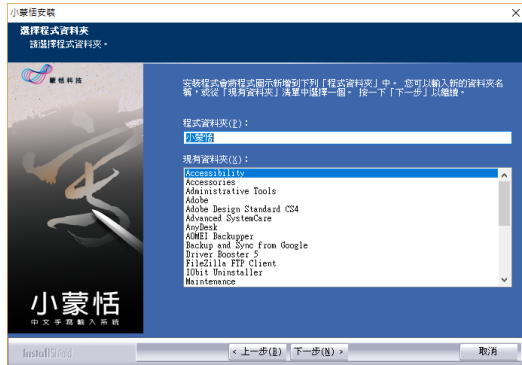 小蒙恬安裝
選擇程式資料夾
請選擇程式資料夾。
蒙恬科技
安裝程式會將程式圖示新增到下列「程式資料夾」中。 您可以輸入新的資料夾名
稱，或從「現有資料夾」清單中選擇一個。 按一下「下一步」以繼續。
程式資料夾(P)：
小蒙恬
現有資料夾(X)：
Accessibility
Accessories
Administrative Tools
Adobe
Adobe Design Standard CS4
Advanced SystemCare
AnyDesk
AOMEI Backupper
Backup and Sync from Google
Driver Booster 5
FileZilla FTP Client
IObit Uninstaller
Maintenance
小蒙恬
中文手寫輸入系統
InstallShield
< 上一步(B)
下一步(N) >
取消